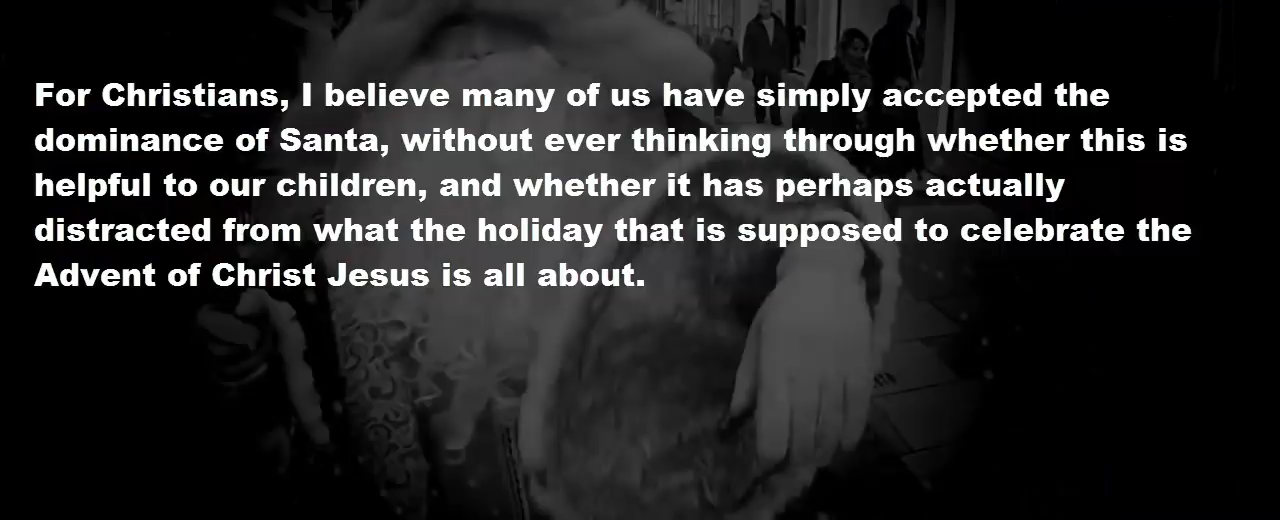 For Christians, I believe many of us have simply accepted the
dominance of Santa, without ever thinking through whether this is
helpful to our children, and whether it has perhaps actually
distracted from what the holiday that is supposed to celebrate the
Advent of Christ Jesus is all about.